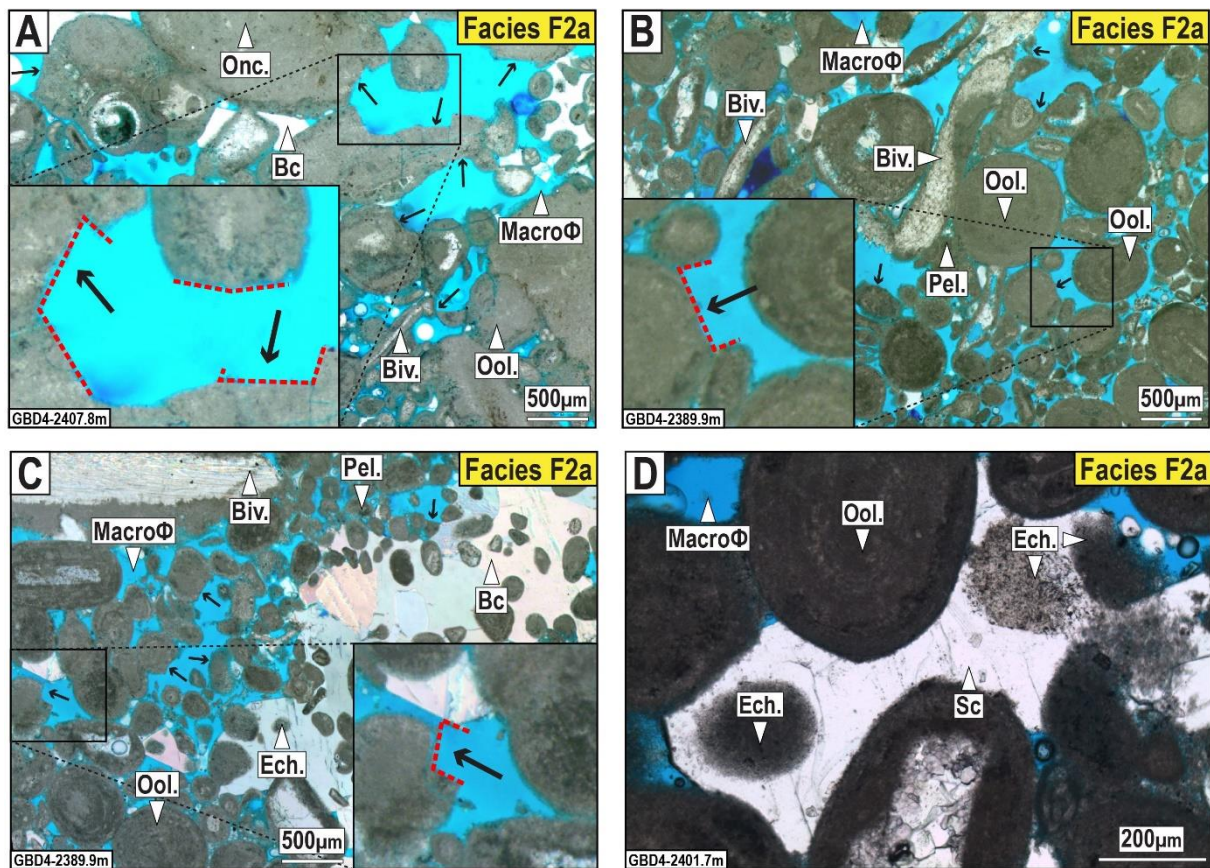 A
Facies F2a
Onc.
Bc
MacroΦ
Biv.
Ool.
500µm
GBD4-2407.8m
B
Facies F2a
MacroΦ
Biv.
Biv.
Ool.
Ool.
Pel.
500µm
GBD4-2389.9m
C
Facies F2a
Pel.
Biv.
MacroΦ
Bc
Ech.
Ool.
500µm
GBD4-2389.9m
D
Facies F2a
MacroΦ
Ool.
Ech.
Ech.
Sc
200µm
GBD4-2401.7m